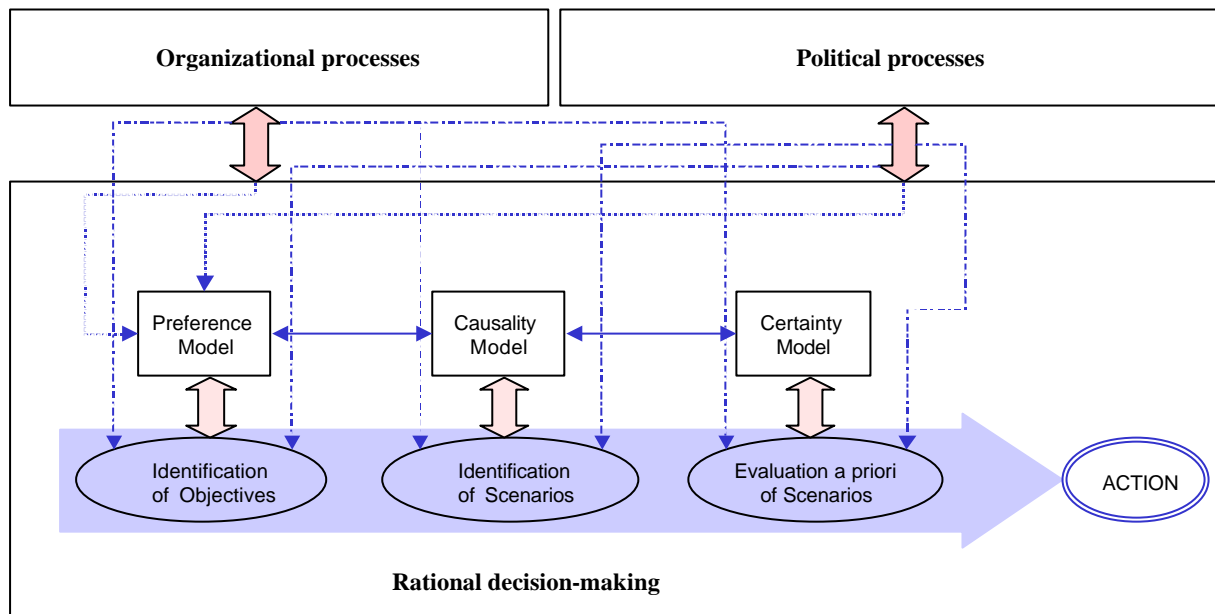 Organizational processes
Political processes
Preference
Model
Causality
Model
Certainty
Model
Identification
of Objectives
Identification
of Scenarios
Evaluation a priori
of Scenarios
ACTION
Rational decision-making